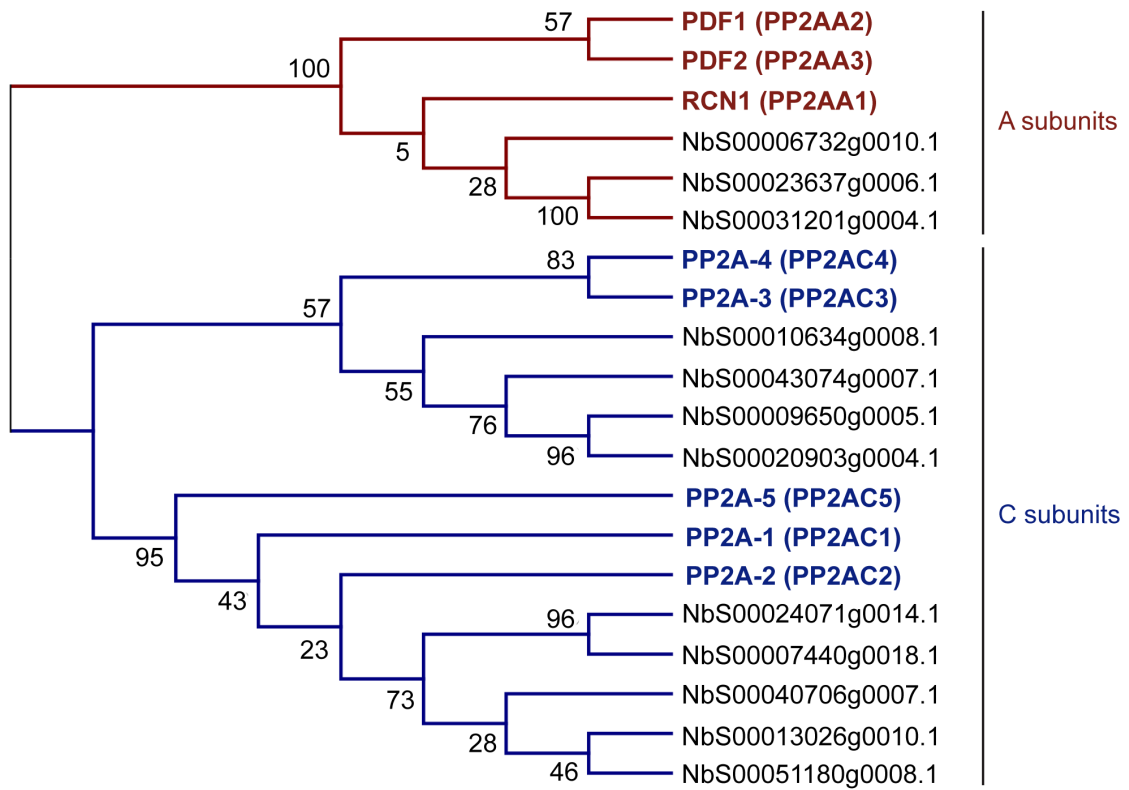 57
PDF1 (PP2AA2)
100
PDF2 (PP2AA3)
RCN1 (PP2AA1)
A subunits
5
NbS00006732g0010.1
28
NbS00023637g0006.1
100
NbS00031201g0004.1
83
PP2A-4 (PP2AC4)
57
PP2A-3 (PP2AC3)
NbS00010634g0008.1
55
NbS00043074g0007.1
76
NbS00009650g0005.1
96
NbS00020903g0004.1
PP2A-5 (PP2AC5)
C subunits
95
PP2A-1 (PP2AC1)
43
PP2A-2 (PP2AC2)
96
NbS00024071g0014.1
23
NbS00007440g0018.1
73
NbS00040706g0007.1
28
NbS00013026g0010.1
46
NbS00051180g0008.1